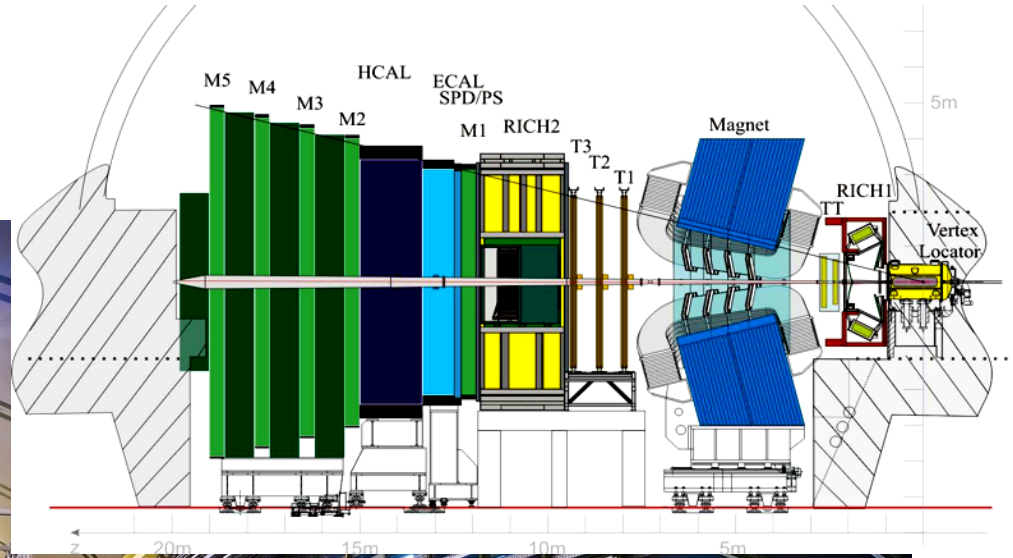 M5
M4
M3
M2
HCAL
ECAL
SPD/PS
M1
RICH2
T3
T2
T1
Magnet
RICH1
TT
Vertex
Locator
5m
z
20m
15m
10m
5m